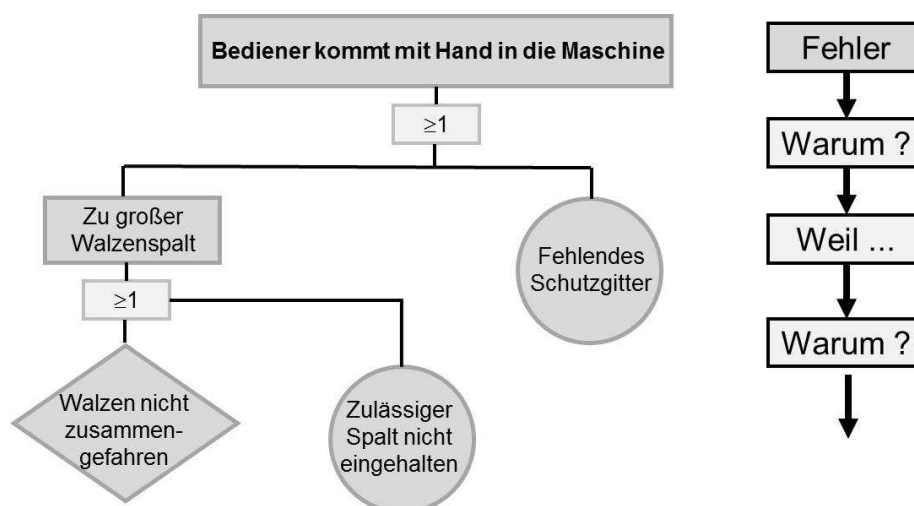 Bediener kommt mit Hand in die Maschine
≥1
Zu großer
Walzenspalt
Fehlendes
Schutzgitter
≥1
Walzen nicht
zusammen-
gefahren
Zulässiger
Spalt nicht
eingehalten
Fehler
Warum ?
Weil ...
Warum ?